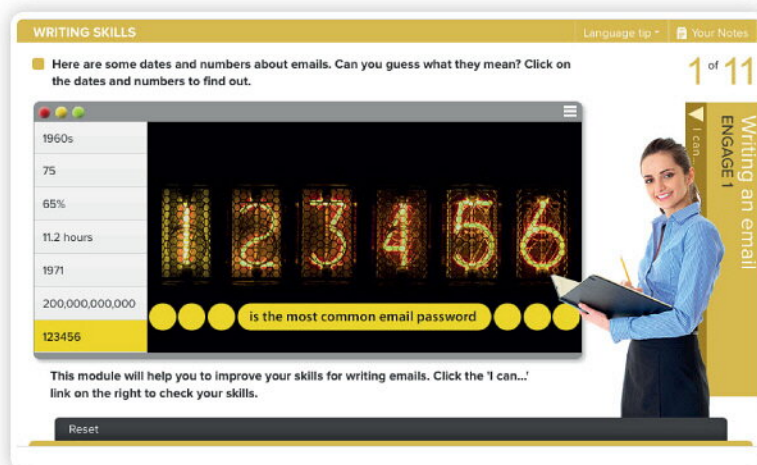 WRITING SKILLS
Language tip
Your Notes
Here are some dates and numbers about emails. Can you guess what they mean? Click on
the dates and numbers to find out.
1 of 11
1960s
75
65%
11.2 hours
1971
200,000,000,000
123456
123456
is the most common email password
I can
ENGAGE 1
Writing an email
This module will help you to improve your skills for writing emails. Click the 'I can...'
link on the right to check your skills.
Reset